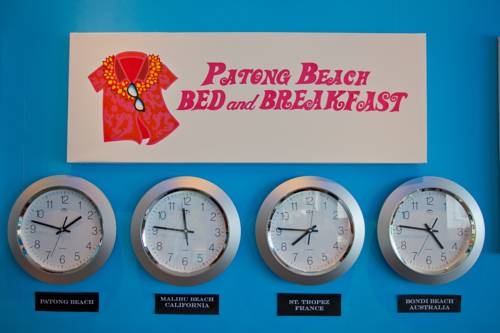 PATONG BEACH
BED and BREAKFAST
PATONG BEACH
MALIBU BEACH
CALIFORNIA
ST. TROPEZ
FRANCE
BONDI BEACH
AUSTRALIA